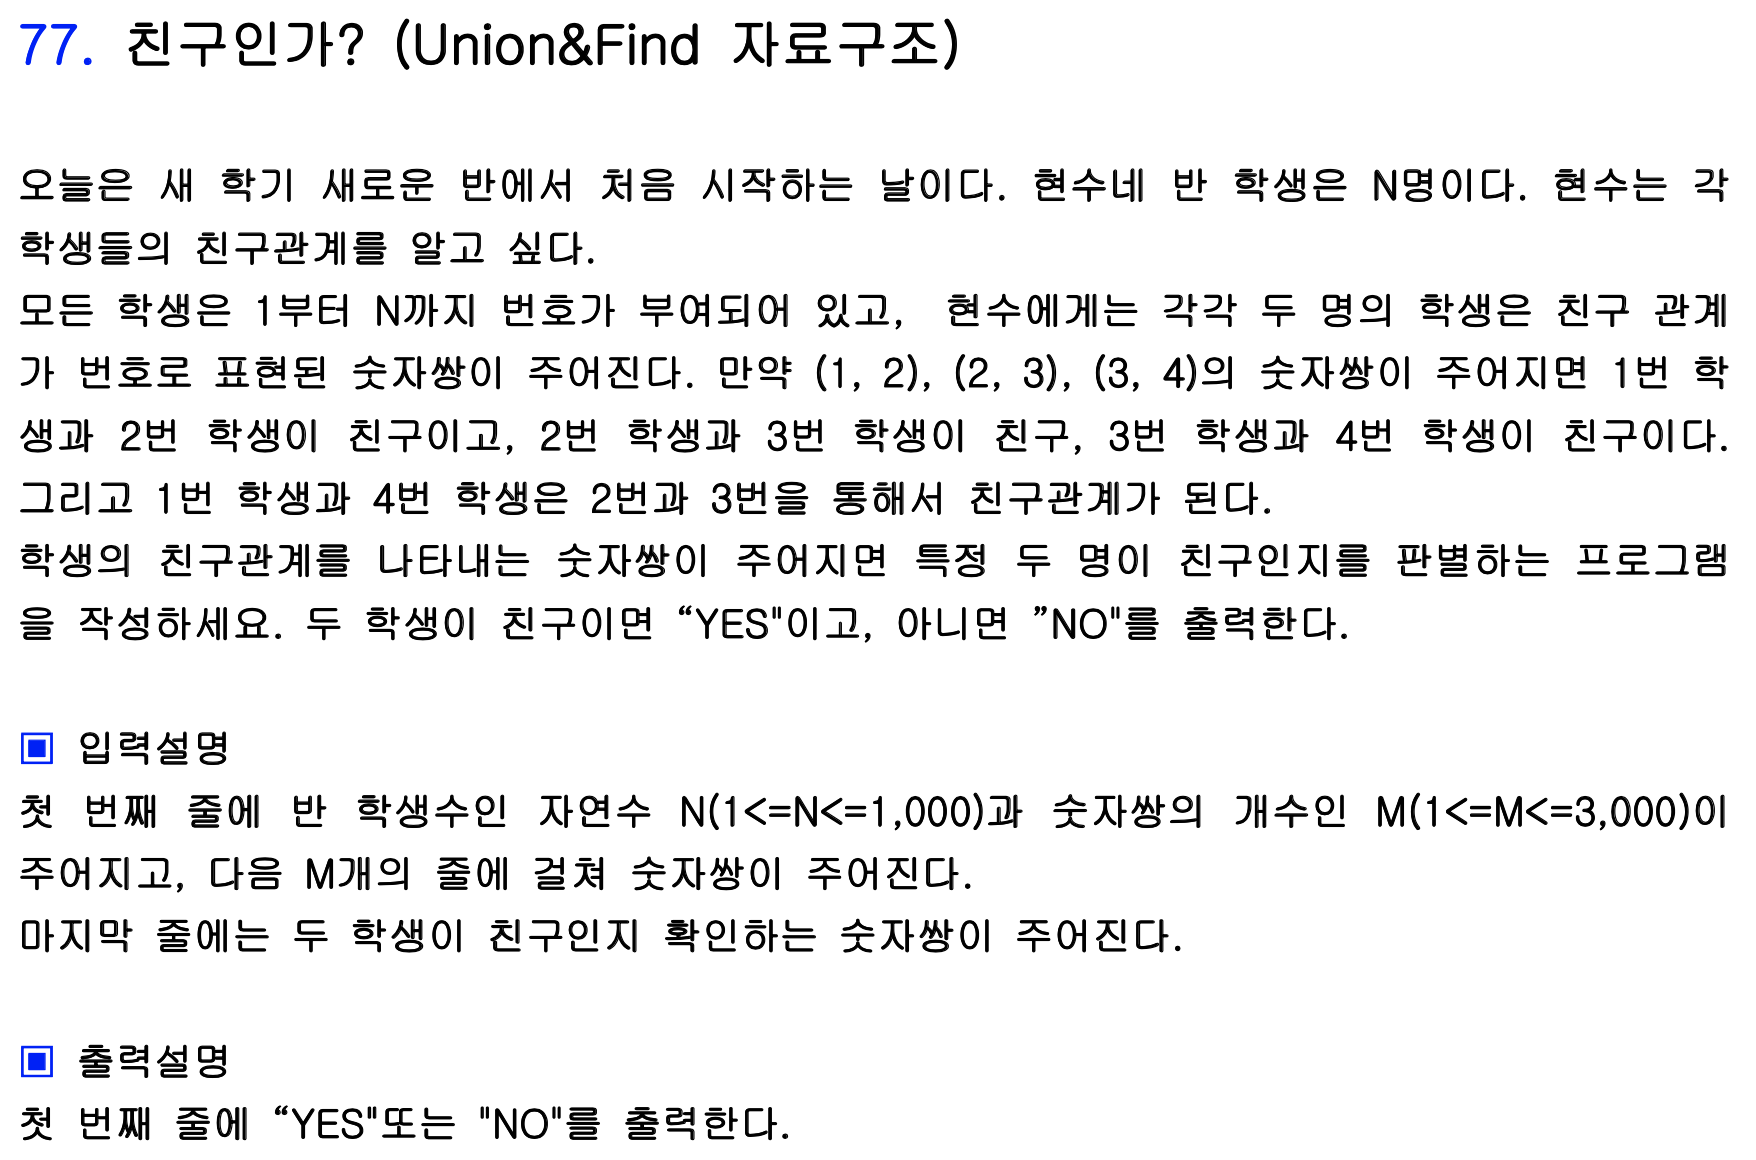 77. 친구인가? (Union&Find 자료구조)
오늘은 새 학기 새로운 반에서 처음 시작하는 날이다. 현수네 반 학생은 N명이다. 현수는 각
학생들의 친구관계를 알고 싶다.
모든 학생은 1부터 N까지 번호가 부여되어 있고, 현수에게는 각각 두 명의 학생은 친구 관계
가 번호로 표현된 숫자쌍이 주어진다. 만약 (1, 2), (2, 3), (3, 4)의 숫자쌍이 주어지면 1번 학
생과 2번 학생이 친구이고, 2번 학생과 3번 학생이 친구, 3번 학생과 4번 학생이 친구이다.
그리고 1번 학생과 4번 학생은 2번과 3번을 통해서 친구관계가 된다.
학생의 친구관계를 나타내는 숫자쌍이 주어지면 특정 두 명이 친구인지를 판별하는 프로그램
을 작성하세요. 두 학생이 친구이면 “YES"이고, 아니면 ”NO"를 출력한다.
▣ 입력설명
첫 번째 줄에 반 학생수인 자연수 N(1<=N<=1,000)과 숫자쌍의 개수인 M(1<=M<=3,000)이
주어지고, 다음 M개의 줄에 걸쳐 숫자쌍이 주어진다.
마지막 줄에는 두 학생이 친구인지 확인하는 숫자쌍이 주어진다.
▣ 출력설명
첫 번째 줄에 “YES"또는 "NO"를 출력한다.